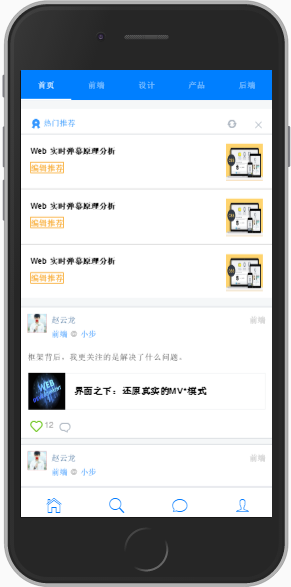 首页 前端 设计 产品 后端
热门推荐
Web 实时弹幕原理分析
编辑推荐
Web 实时弹幕原理分析
编辑推荐
Web 实时弹幕原理分析
编辑推荐
赵云龙 前端
前端 @ 小步
框架背后，我更关注的是解决了什么问题。
WEB
界面之下：还原真实的MV*模式
12
赵云龙 前端
前端 @ 小步